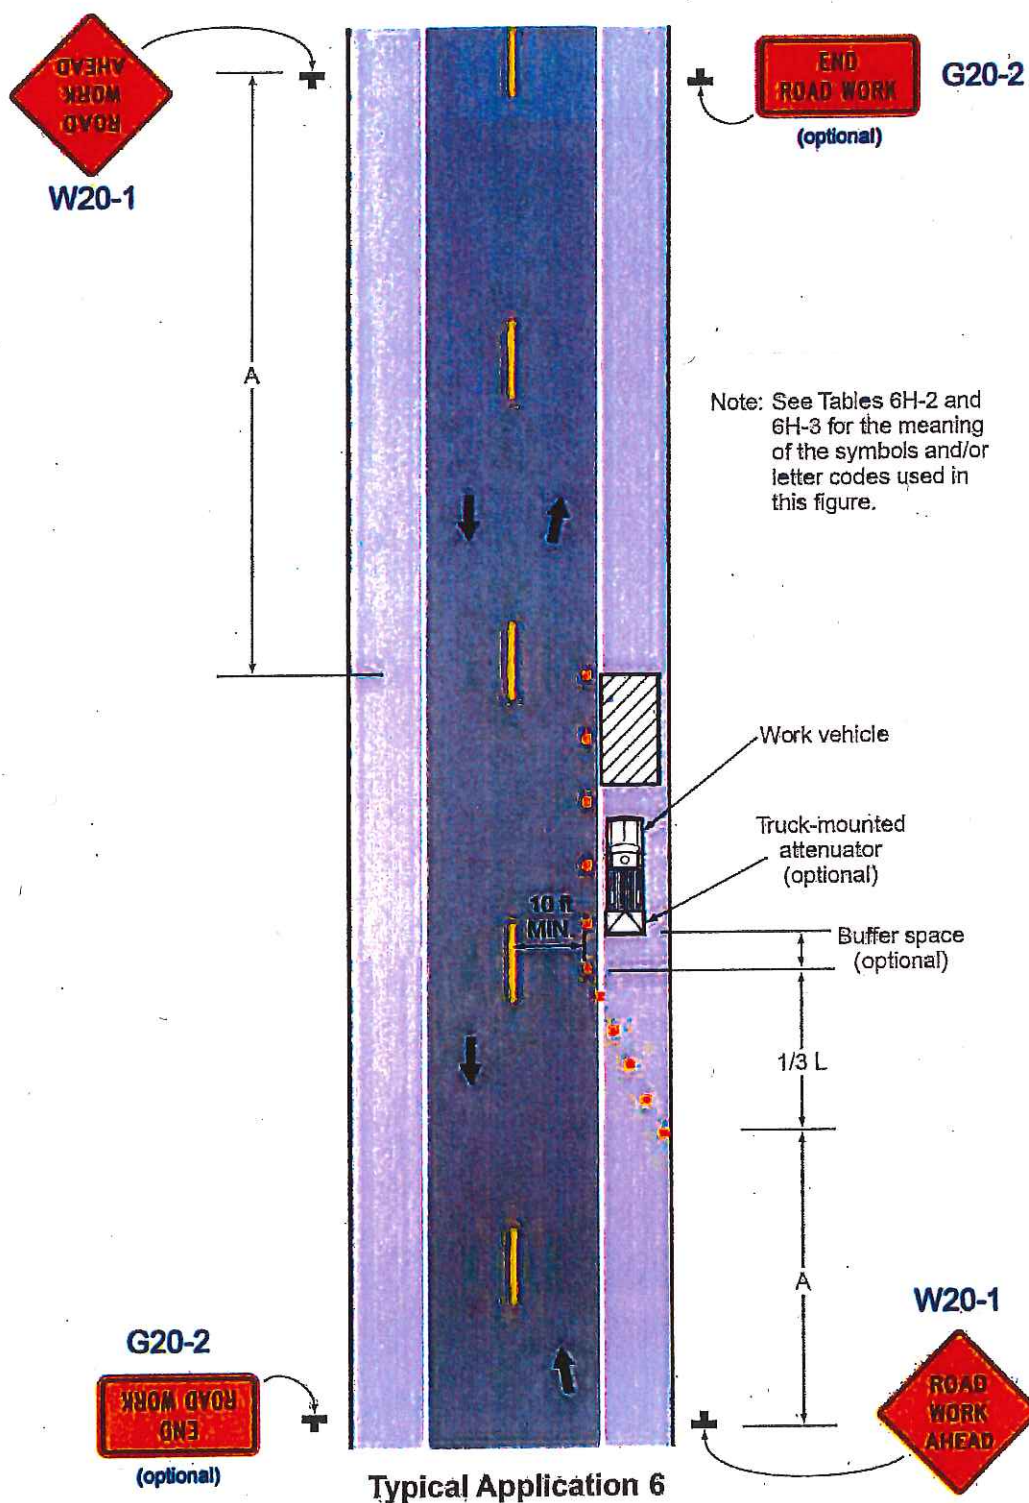 ROAD
WORK
AHEAD
W20-1
END
ROAD WORK
(optional)
G20-2
A
Note: See Tables 6H-2 and
6H-3 for the meaning
of the symbols and/or
letter codes used in
this figure.
Work vehicle
Truck-mounted
attenuator
(optional)
10 ft
MIN.
Buffer space
(optional)
1/3 L
A
W20-1
ROAD
WORK
AHEAD
G20-2
END
ROAD WORK
(optional)
Typical Application 6